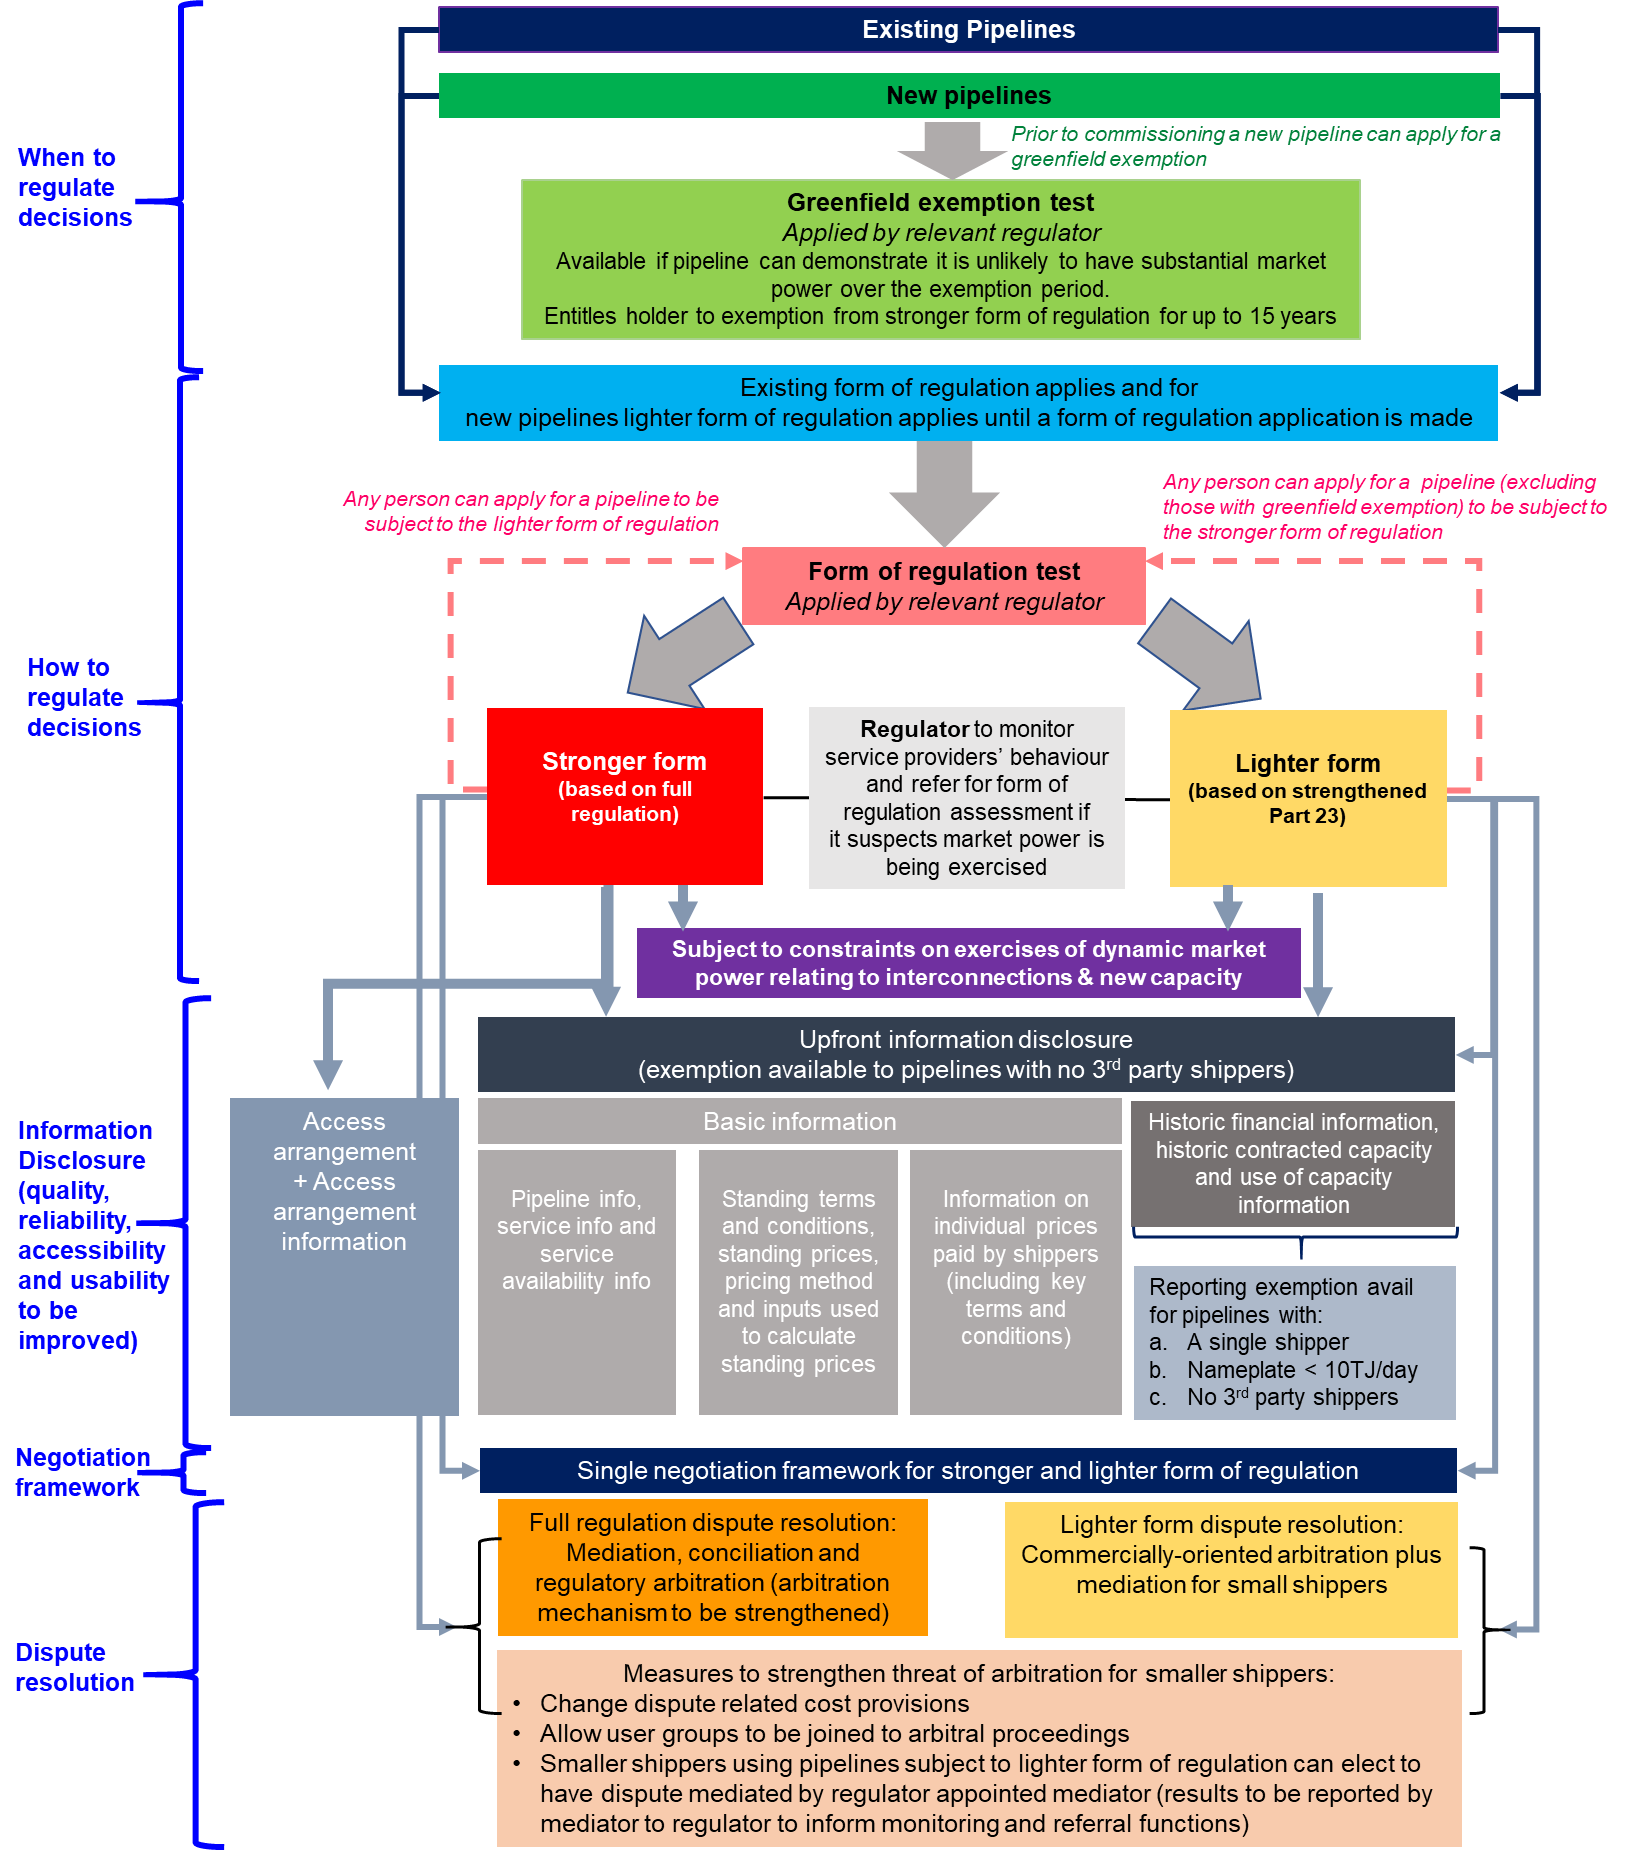 Existing Pipelines
New pipelines
Prior to commissioning a new pipeline can apply for a
greenfield exemption
When to
regulate
decisions
Greenfield exemption test
Applied by relevant regulator
Available if pipeline can demonstrate it is unlikely to have substantial market
power over the exemption period.
Entitles holder to exemption from stronger form of regulation for up to 15 years
Existing form of regulation applies and for
new pipelines lighter form of regulation applies until a form of regulation application is made
Any person can apply for a pipeline to be
subject to the lighter form of regulation
Any person can apply for a pipeline (excluding
those with greenfield exemption) to be subject to
the stronger form of regulation
Form of regulation test
Applied by relevant regulator
How to
regulate
decisions
Stronger form
(based on full
regulation)
Regulator to monitor
service providers' behaviour
and refer for form of
regulation assessment if
it suspects market power is
being exercised
Lighter form
(based on strengthened
Part 23)
Subject to constraints on exercises of dynamic market
power relating to interconnections & new capacity
Upfront information disclosure
(exemption available to pipelines with no 3rd party shippers)
Information
Disclosure
(quality,
reliability,
accessibility
and usability
to be
improved)
Access
arrangement
+ Access
arrangement
information
Basic information
Pipeline info,
service info and
service
availability info
Standing terms
and conditions,
standing prices,
pricing method
and inputs used
to calculate
standing prices
Information on
individual prices
paid by shippers
(including key
terms and
conditions)
Historic financial information,
historic contracted capacity
and use of capacity
information
Reporting exemption avail
for pipelines with:
a. A single shipper
b. Nameplate < 10TJ/day
c. No 3rd party shippers
Negotiation
framework
Single negotiation framework for stronger and lighter form of regulation
Dispute
resolution
Full regulation dispute resolution:
Mediation, conciliation and
regulatory arbitration (arbitration
mechanism to be strengthened)
Lighter form dispute resolution:
Commercially-oriented arbitration plus
mediation for small shippers
Measures to strengthen threat of arbitration for smaller shippers:
• Change dispute related cost provisions
• Allow user groups to be joined to arbitral proceedings
• Smaller shippers using pipelines subject to lighter form of regulation can elect to
have dispute mediated by regulator appointed mediator (results to be reported by
mediator to regulator to inform monitoring and referral functions)